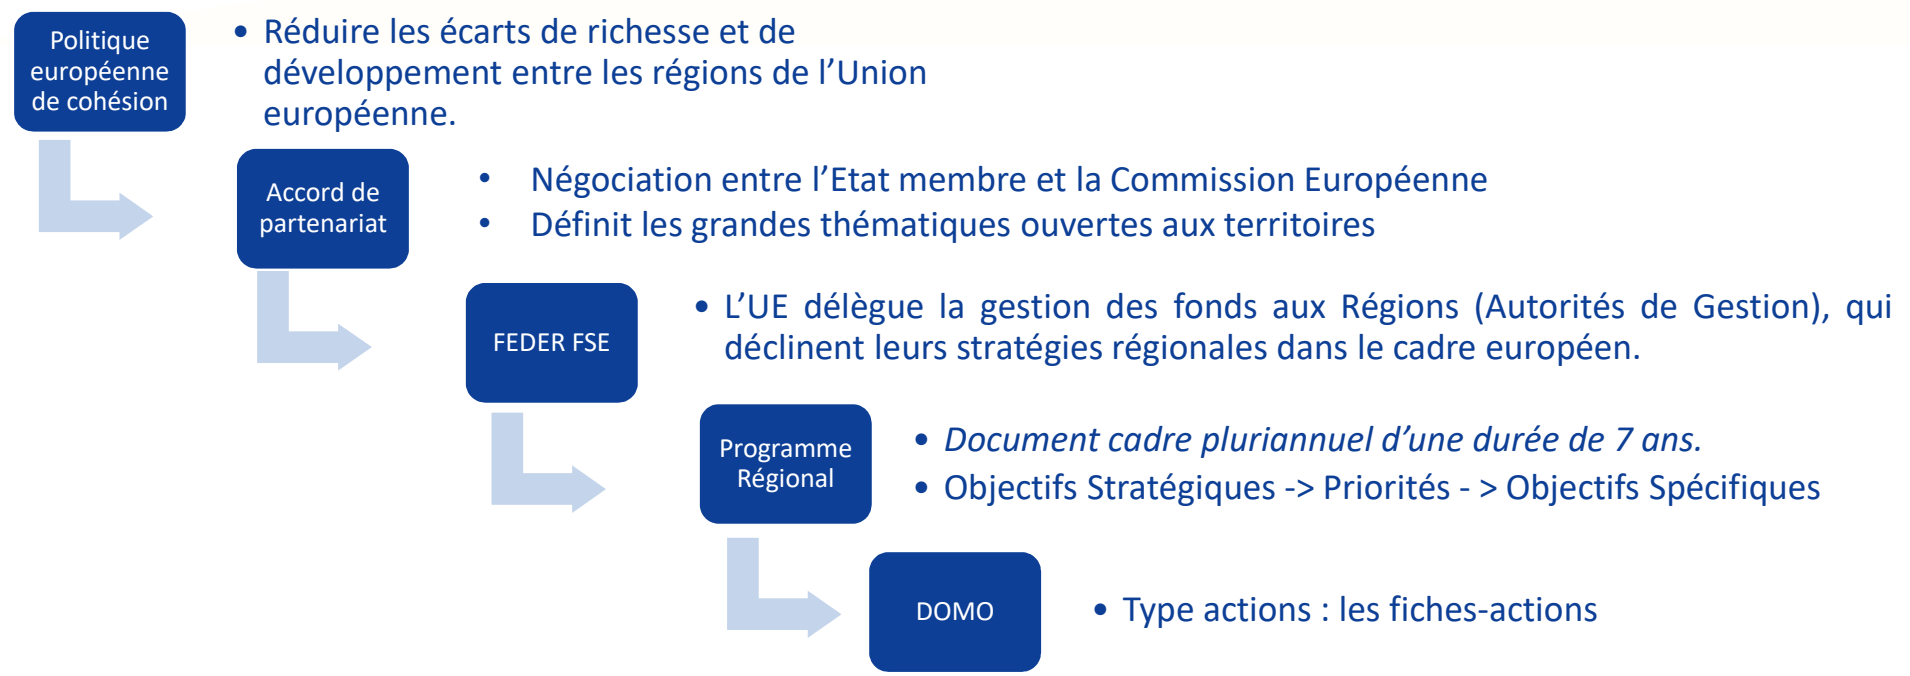 Politique
européenne
de cohésion
• Réduire les écarts de richesse et de
développement entre les régions de l’Union
européenne.
Accord de
partenariat
• Négociation entre l’Etat membre et la Commission Européenne
• Définit les grandes thématiques ouvertes aux territoires
FEDER FSE
• L’UE délègue la gestion des fonds aux Régions (Autorités de Gestion), qui
déclinent leurs stratégies régionales dans le cadre européen.
Programme
Régional
• Document cadre pluriannuel d’une durée de 7 ans.
• Objectifs Stratégiques -> Priorités - > Objectifs Spécifiques
DOMO
• Type actions : les fiches-actions